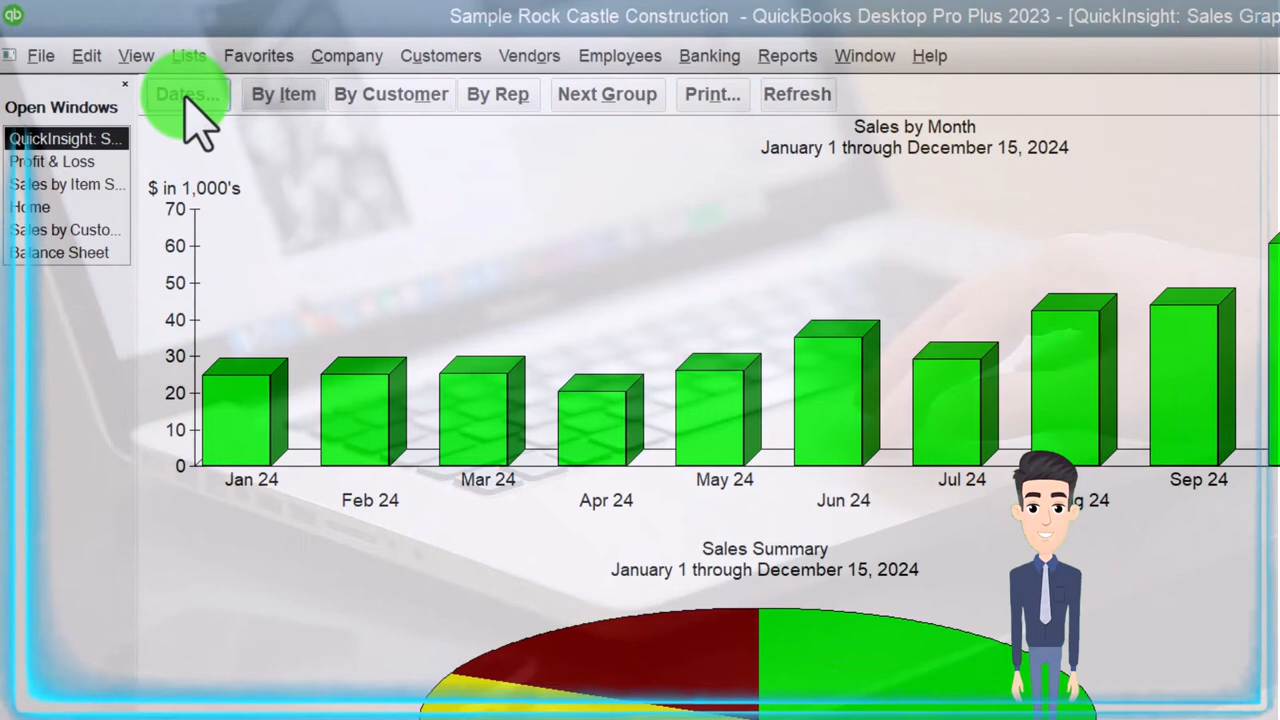 qb
Sample Rock Castle Construction - QuickBooks Desktop Pro Plus 2023 - [QuickInsight: Sales Grap
File Edit View Lists Favorites Company Customers Vendors Employees Banking Reports Window Help
Dates... By Item By Customer By Rep Next Group Print... Refresh
Open Windows
QuickInsight: S...
Profit & Loss
Sales by Item S...
Home
Sales by Custo...
Balance Sheet
Sales by Month
January 1 through December 15, 2024
$ in 1,000's
70
60
50
40
30
20
10
0
Jan 24 Mar 24 May 24 Jul 24 Sep 24
Feb 24 Apr 24 Jun 24 g 24
Sales Summary
January 1 through December 15, 2024